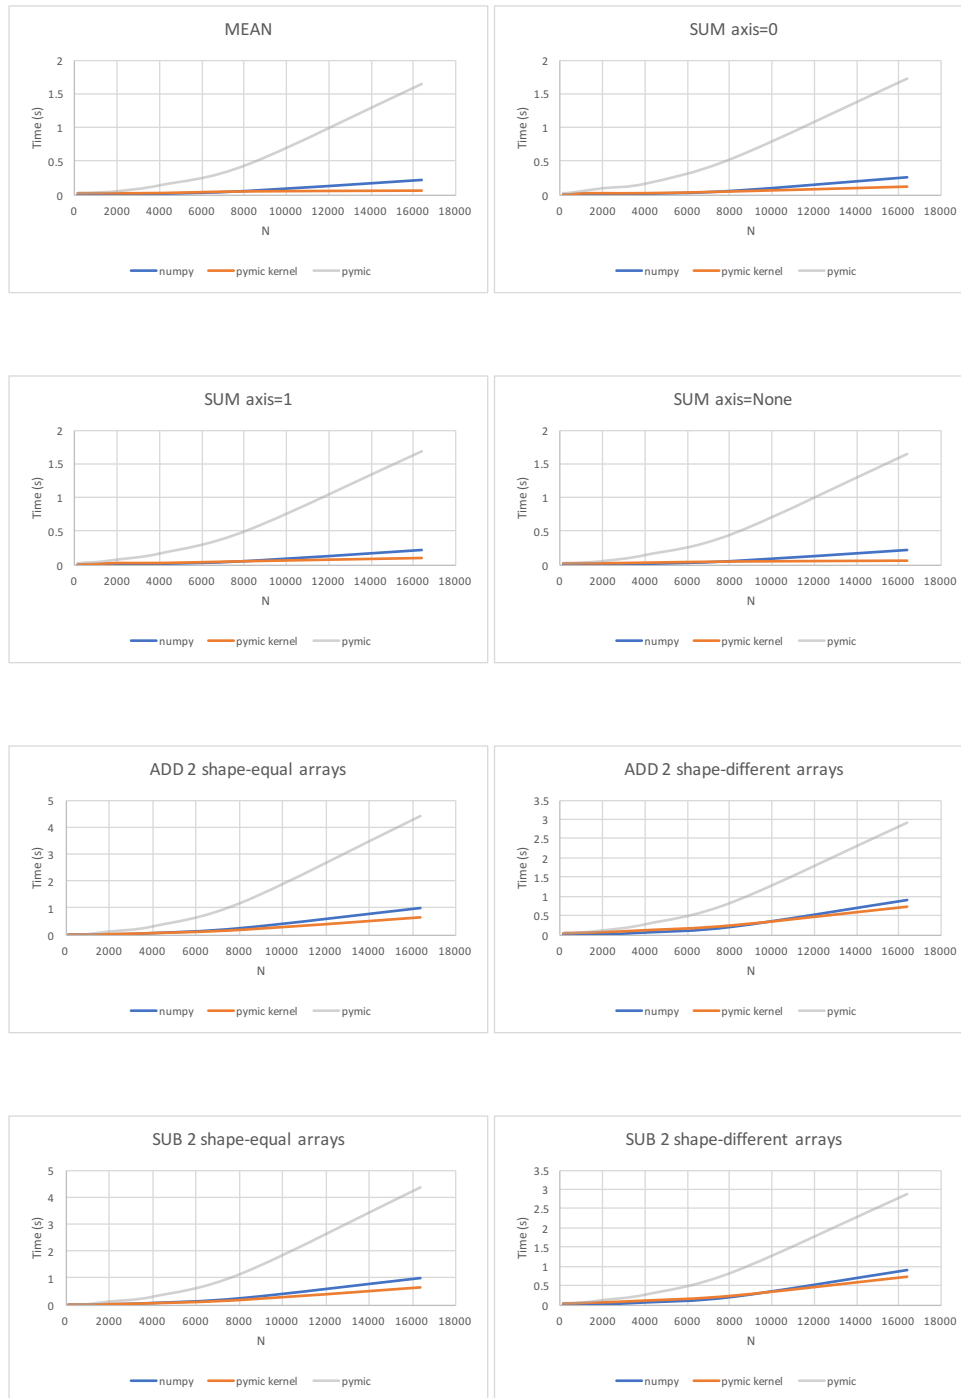 MEAN
2
1.5
1
0.5
0
Time (s)
0 2000 4000 6000 8000 10000 12000 14000 16000 18000
N
numpy pymic kernel pymic
SUM axis=0
2
1.5
1
0.5
0
Time (s)
0 2000 4000 6000 8000 10000 12000 14000 16000 18000
N
numpy pymic kernel pymic
SUM axis=1
2
1.5
1
0.5
0
Time (s)
0 2000 4000 6000 8000 10000 12000 14000 16000 18000
N
numpy pymic kernel pymic
SUM axis=None
2
1.5
1
0.5
0
Time (s)
0 2000 4000 6000 8000 10000 12000 14000 16000 18000
N
numpy pymic kernel pymic
ADD 2 shape-equal arrays
5
4
3
2
1
0
Time (s)
0 2000 4000 6000 8000 10000 12000 14000 16000 18000
N
numpy pymic kernel pymic
ADD 2 shape-different arrays
3.5
3
2.5
2
1.5
1
0.5
0
Time (s)
0 2000 4000 6000 8000 10000 12000 14000 16000 18000
N
numpy pymic kernel pymic
SUB 2 shape-equal arrays
5
4
3
2
1
0
Time (s)
0 2000 4000 6000 8000 10000 12000 14000 16000 18000
N
numpy pymic kernel pymic
SUB 2 shape-different arrays
3.5
3
2.5
2
1.5
1
0.5
0
Time (s)
0 2000 4000 6000 8000 10000 12000 14000 16000 18000
N
numpy pymic kernel pymic